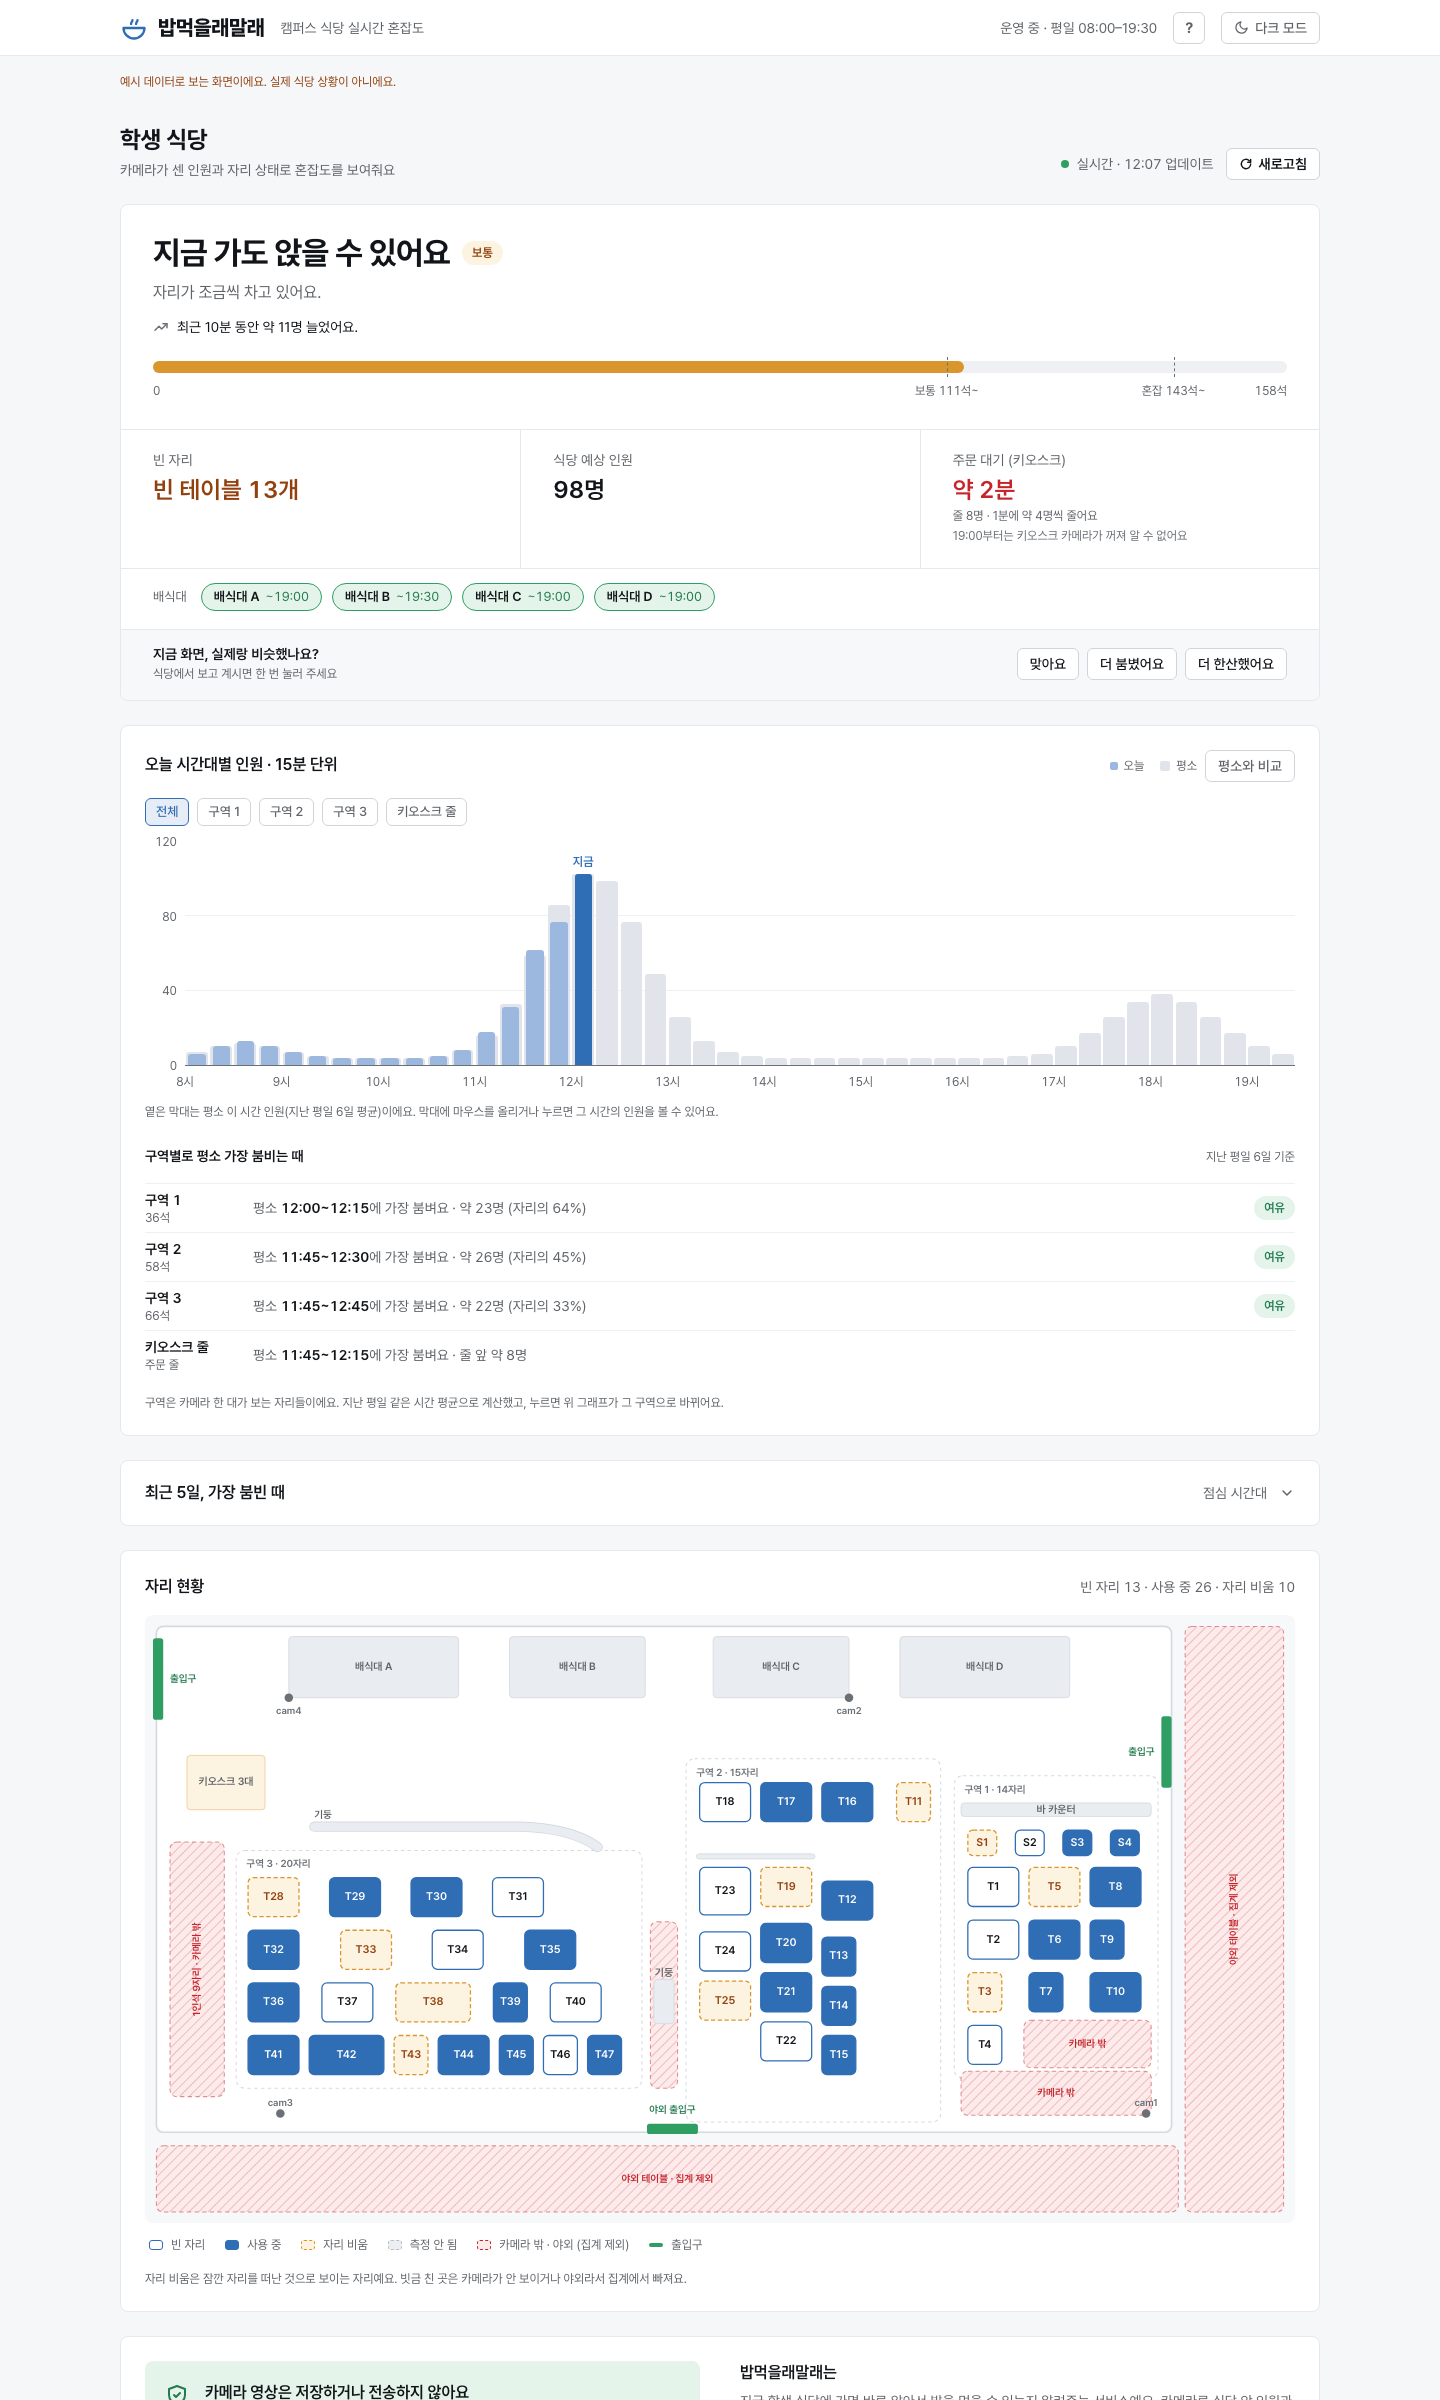 밥먹을래말래 캠퍼스 식당 실시간 혼잡도 운영 중 · 평일 08:00–19:30 ? 다크 모드
예시 데이터로 보는 화면이에요. 실제 식당 상황이 아니에요.
학생 식당
카메라가 센 인원과 자리 상태로 혼잡도를 보여줘요
실시간 · 12:07 업데이트 새로고침
지금 가도 앉을 수 있어요 보통
자리가 조금씩 차고 있어요.
최근 10분 동안 약 11명 늘었어요.
0 보통 111석~ 혼잡 143석~ 158석
빈 자리
빈 테이블 13개
식당 예상 인원
98명
주문 대기 (키오스크)
약 2분
줄 8명 · 1분에 약 4명씩 줄어요
19:00부터는 키오스크 카메라가 꺼져 알 수 없어요
배식대 배식대 A ~19:00 배식대 B ~19:30 배식대 C ~19:00 배식대 D ~19:00
지금 화면, 실제랑 비슷했나요?
식당에서 보고 계시면 한 번 눌러 주세요
맞아요 더 붐볐어요 더 한산했어요
오늘 시간대별 인원 · 15분 단위
오늘 평소 평소와 비교
전체 구역 1 구역 2 구역 3 키오스크 줄
120
지금
80
40
0
8시 9시 10시 11시 12시 13시 14시 15시 16시 17시 18시 19시
옅은 막대는 평소 이 시간 인원(지난 평일 6일 평균)이에요. 막대에 마우스를 올리거나 누르면 그 시간의 인원을 볼 수 있어요.
구역별로 평소 가장 붐비는 때 지난 평일 6일 기준
구역 1
36석
평소 12:00~12:15에 가장 붐벼요 · 약 23명 (자리의 64%) 여유
구역 2
58석
평소 11:45~12:30에 가장 붐벼요 · 약 26명 (자리의 45%) 여유
구역 3
66석
평소 11:45~12:45에 가장 붐벼요 · 약 22명 (자리의 33%) 여유
키오스크 줄
주문 줄
평소 11:45~12:15에 가장 붐벼요 · 줄 앞 약 8명
구역은 카메라 한 대가 보는 자리들이에요. 지난 평일 같은 시간 평균으로 계산했고, 누르면 위 그래프가 그 구역으로 바뀌어요.
최근 5일, 가장 붐빈 때 점심 시간대
자리 현황 빈 자리 13 · 사용 중 26 · 자리 비움 10
배식대 A 배식대 B 배식대 C 배식대 D
출입구
cam4 cam2
출입구
키오스크 3대
기둥
구역 2 · 15자리
구역 1 · 14자리
바 카운터
T18 T17 T16 T11
S1 S2 S3 S4
구역 3 · 20자리
T28 T29 T30 T31
T23 T19 T12
T1 T5 T8
T32 T33 T34 T35
T24 T20 T13
T2 T6 T9
기둥
T36 T37 T38 T39 T40
T25 T21 T14
T3 T7 T10
T41 T42 T43 T44 T45 T46 T47
T22 T15
T4 카메라 밖
카메라 밖
1인석 9자리 · 카메라 밖
야외 테이블 · 집계 제외
cam3 야외 출입구 cam1
야외 테이블 · 집계 제외
빈 자리 사용 중 자리 비움 측정 안 됨 카메라 밖 · 야외 (집계 제외) 출입구
자리 비움은 잠깐 자리를 떠난 것으로 보이는 자리예요. 빗금 친 곳은 카메라가 안 보이거나 야외라서 집계에서 빠져요.
카메라 영상은 저장하거나 전송하지 않아요
밥먹을래말래는